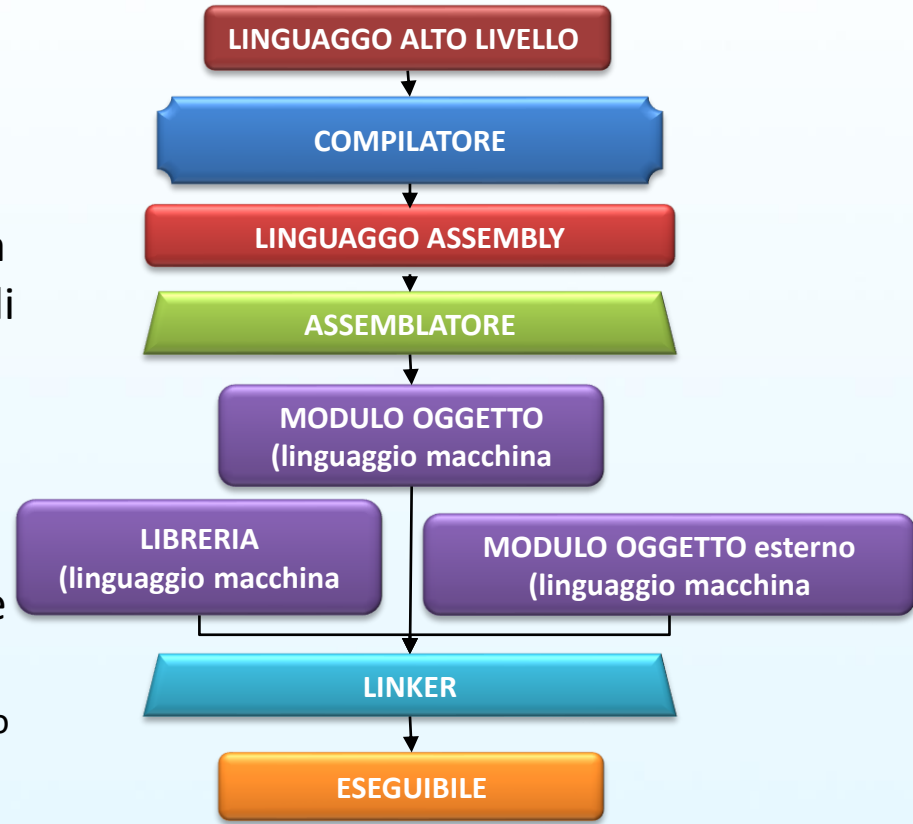 LINGUAGGO ALTO LIVELLO
COMPILATORE
LINGUAGGO ASSEMBLY
ASSEMBLATORE
MODULO OGGETTO
(linguaggio macchina
LIBRERIA
(linguaggio macchina
MODULO OGGETTO esterno
(linguaggio macchina
LINKER
ESEGUIBILE